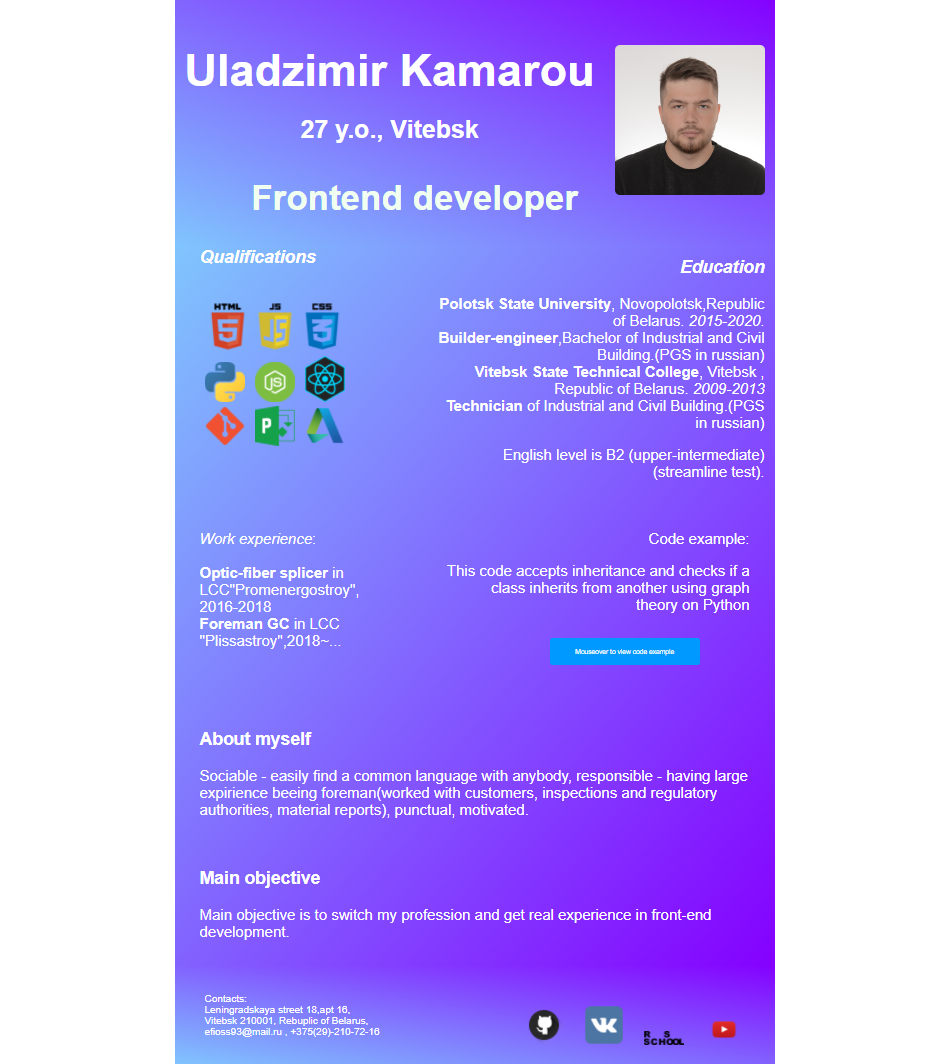 Uladzimir Kamarou
27 y.o., Vitebsk
Frontend developer
Qualifications
HTML JS CSS
5 JS 3
JS
P
Education
Polotsk State University, Novopolotsk,Republic
of Belarus. 2015-2020.
Builder-engineer,Bachelor of Industrial and Civil
Building.(PGS in russian)
Vitebsk State Technical College, Vitebsk ,
Republic of Belarus. 2009-2013
Technician of Industrial and Civil Building.(PGS
in russian)
English level is B2 (upper-intermediate)
(streamline test).
Work experience:
Optic-fiber splicer in
LCC"Promenergostroy",
2016-2018
Foreman GC in LCC
"Plissastroy",2018~...
Code example:
This code accepts inheritance and checks if a
class inherits from another using graph
theory on Python
Mouseover to view code example
About myself
Sociable - easily find a common language with anybody, responsible - having large
expirience beeing foreman(worked with customers, inspections and regulatory
authorities, material reports), punctual, motivated.
Main objective
Main objective is to switch my profession and get real experience in front-end
development.
Contacts:
Leningradskaya street 18,apt 16,
Vitebsk 210001, Rebuplic of Belarus,
efioss93@mail.ru , +375(29)-210-72-16
VK
R S
SCHOOL